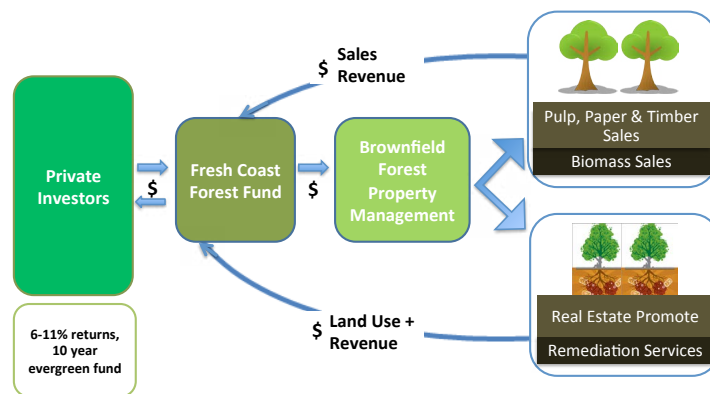 $ Sales
Revenue
Private
Investors
$
Fresh Coast
Forest Fund
$
Brownfield
Forest
Property
Management
Pulp, Paper & Timber
Sales
Biomass Sales
Real Estate Promote
Remediation Services
$ Land Use +
Revenue
6-11% returns,
10 year
evergreen fund